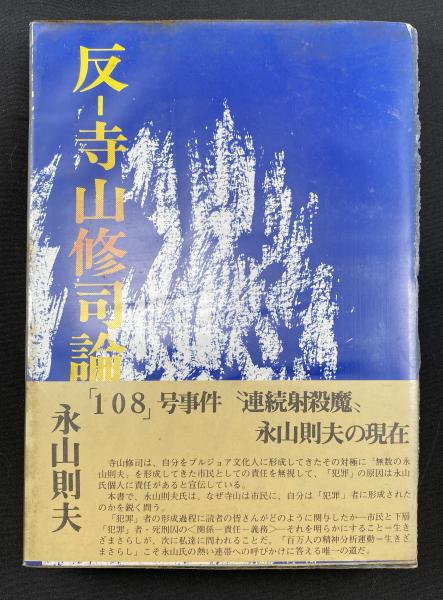 反-寺山修司論
永山則夫
「108」号事件〝連続射殺魔〟
永山則夫の現在
寺山修司は、自分をブルジョア文化人に形成してきたその対極に〝無数の永
山則夫〟を形成してきた市民としての責任を無視して、「犯罪」の原因は永山
氏個人に責任があると宣伝している。
本書で、永山則夫氏は、なぜ寺山は市民に、自分は「犯罪」者に形成された
のかを鋭く問う。
「犯罪」者の形成過程に読者の皆さんがどのように関与したか―市民と下層
「犯罪」者・死刑囚の<関係―責任―義務>―それを明らかにすること=生き
ざまさらしが、次に私達に問われることだ。「百万人の精神分析運動=生きざ
まさらし」こそ永山氏の熱い連帯への呼びかけに答える唯一の道だ。